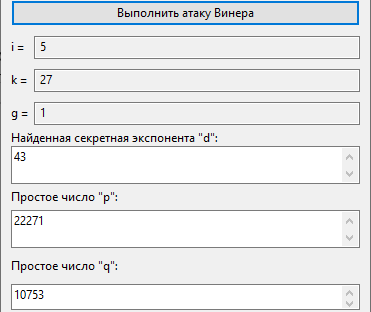 Выполнить атаку Винера
i = 5
k = 27
g = 1
Найденная секретная экспонента "d":
43
Простое число "p":
22271
Простое число "q":
10753